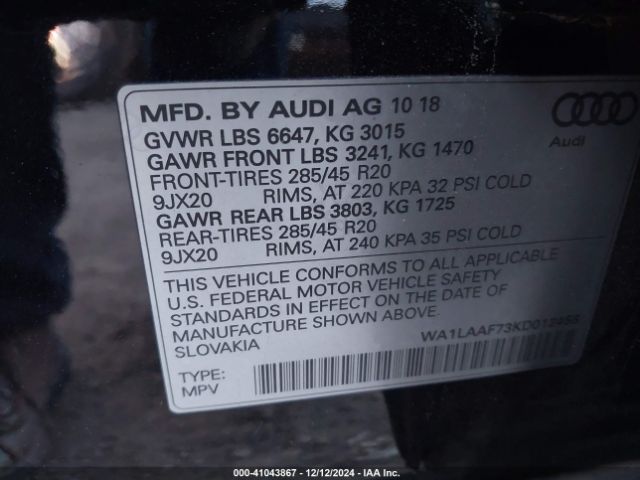 MFD. BY AUDI AG 10 18
GVWR LBS 6647, KG 3015
GAWR FRONT LBS 3241, KG 1470
FRONT-TIRES 285/45 R20
9JX20 RIMS, AT 220 KPA 32 PSI COLD
GAWR REAR LBS 3803, KG 1725
REAR-TIRES 285/45 R20
9JX20 RIMS, AT 240 KPA 35 PSI COLD
Audi
THIS VEHICLE CONFORMS TO ALL APPLICABLE
U.S. FEDERAL MOTOR VEHICLE SAFETY
STANDARDS IN EFFECT ON THE DATE OF
MANUFACTURE SHOWN ABOVE.
SLOVAKIA
TYPE:
MPV
000-41043867 - 12/12/2024 - IAA Inc.